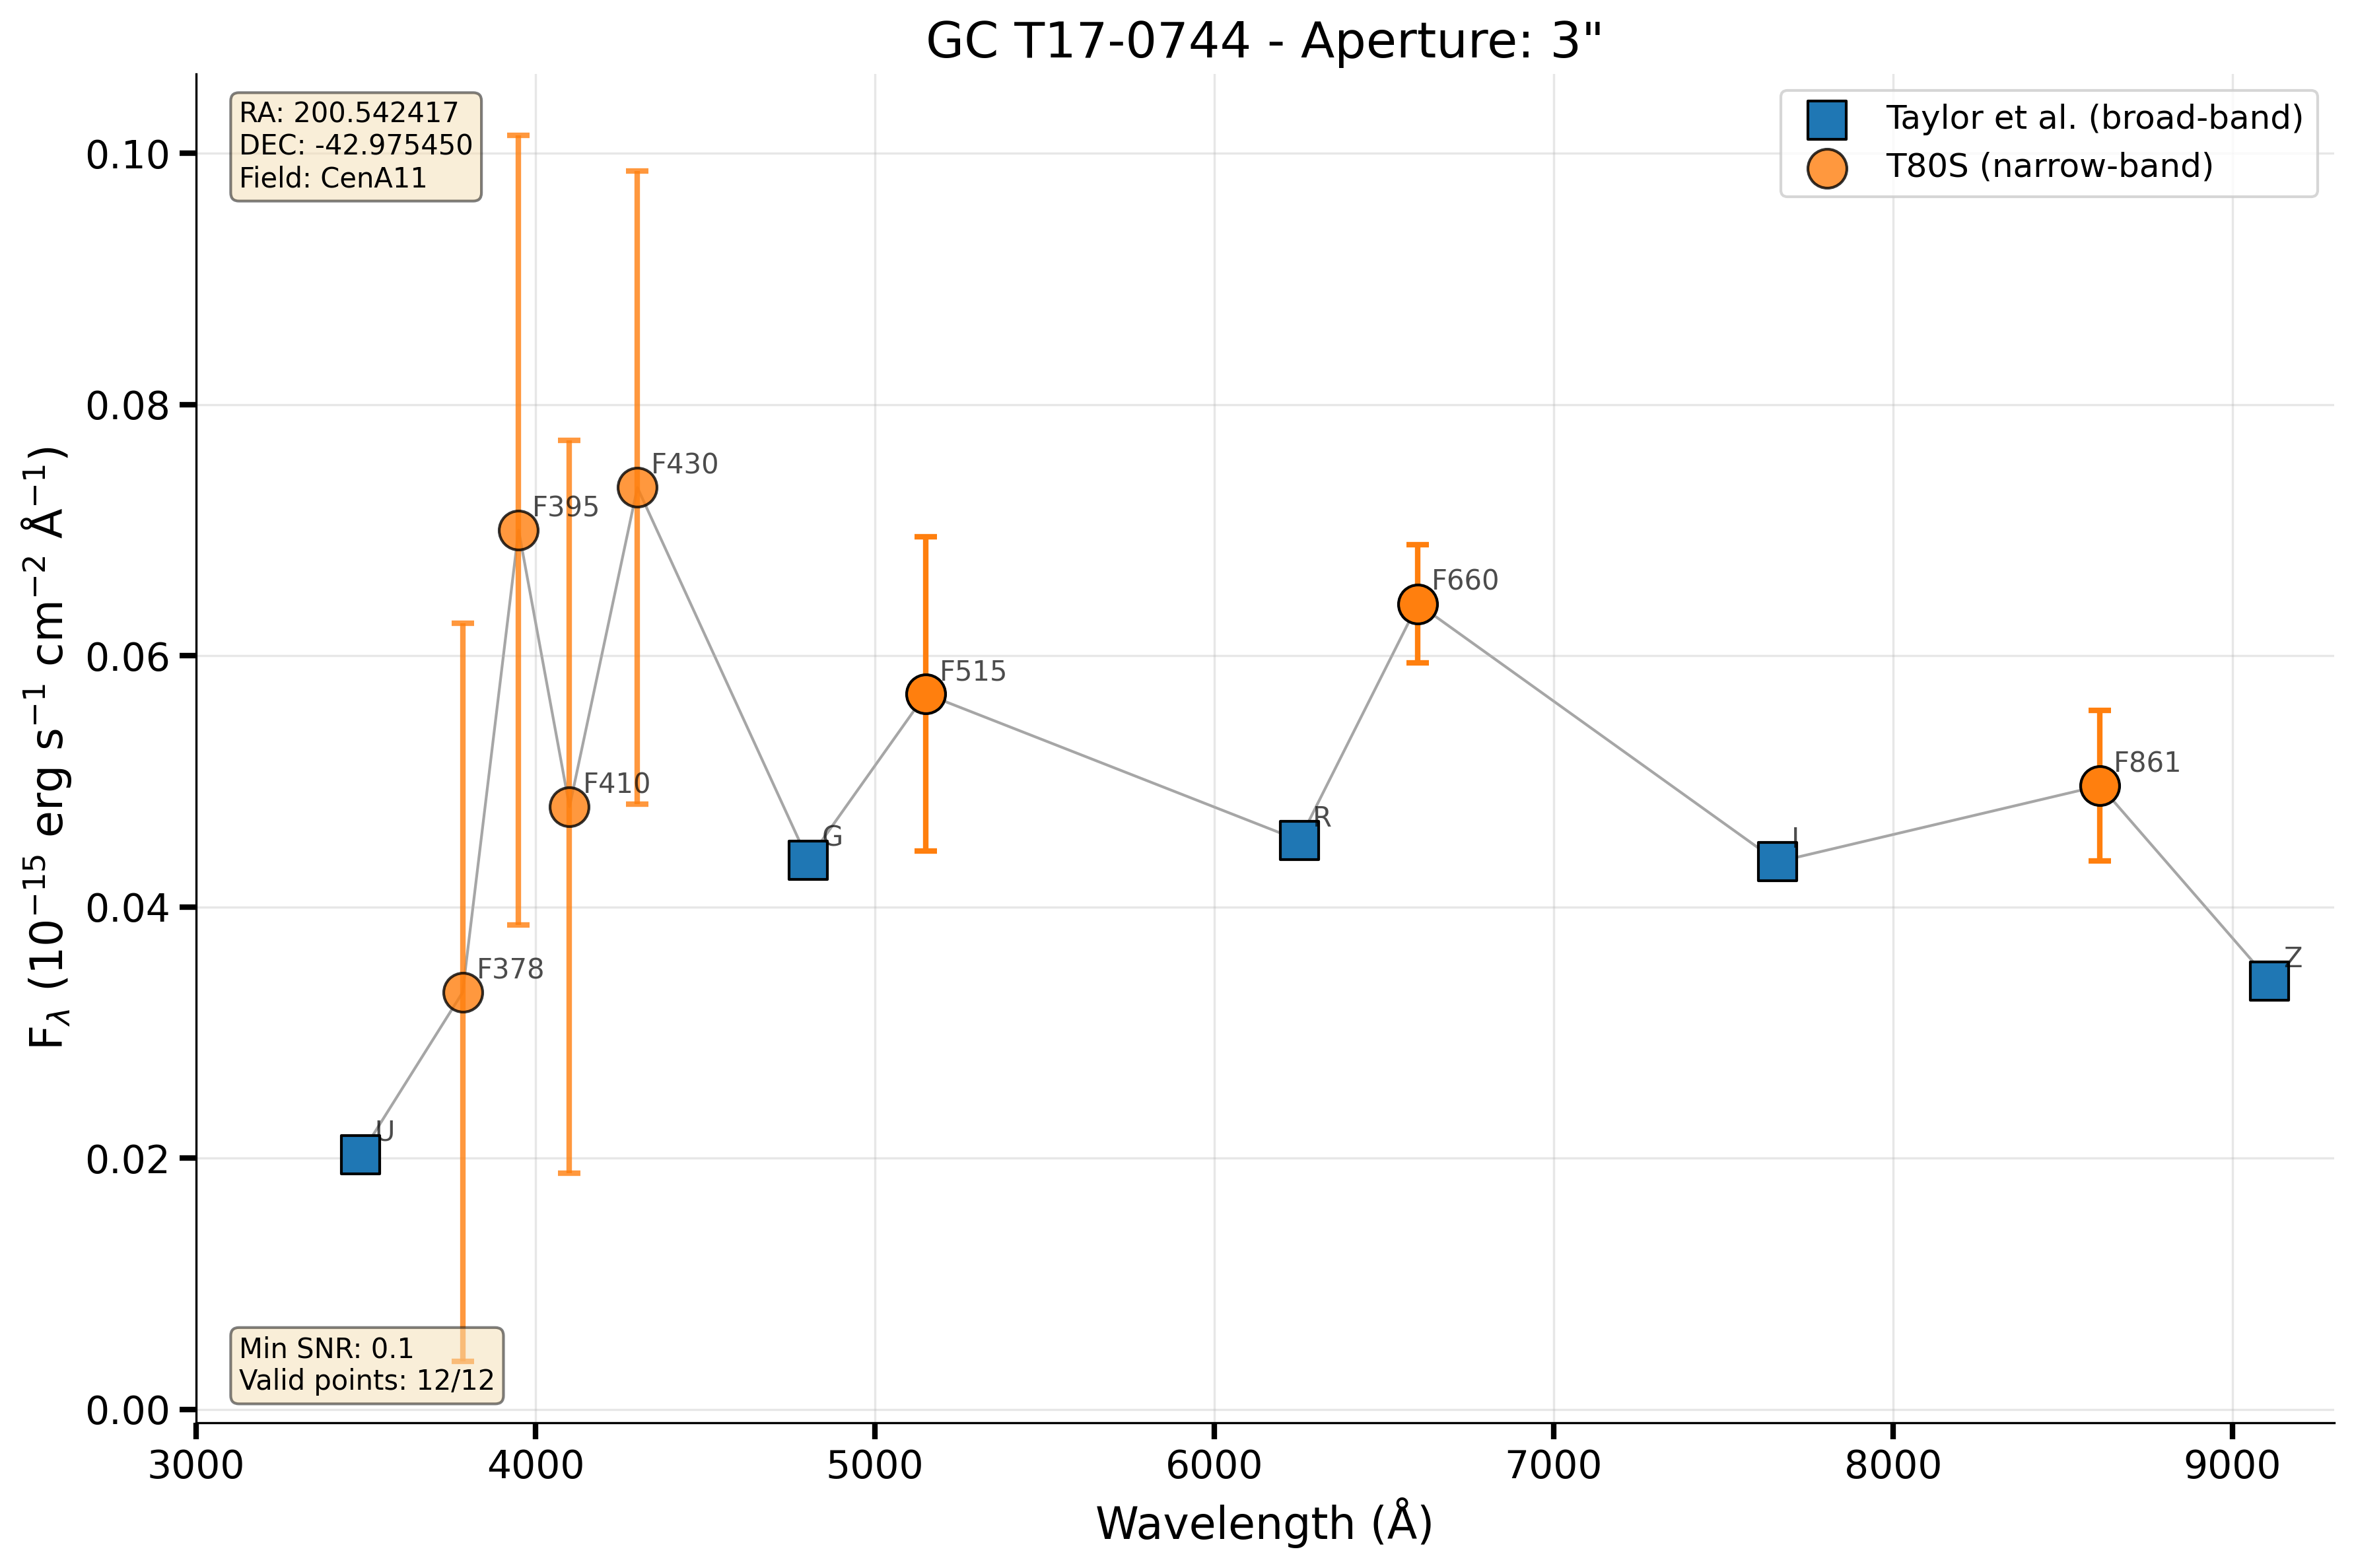 GC T17-0744 - Aperture: 3"
RA: 200.542417
DEC: -42.975450
Field: CenA11
Taylor et al. (broad-band)
T80S (narrow-band)
F$_{\lambda}$ (10$^{-15}$ erg s$^{-1}$ cm$^{-2}$ Å$^{-1}$)
0.10
0.08
0.06
0.04
0.02
0.00
U
F378
F395
F410
F430
G
F515
R
F660
I
F861
Z
Min SNR: 0.1
Valid points: 12/12
3000 4000 5000 6000 7000 8000 9000
Wavelength (Å)